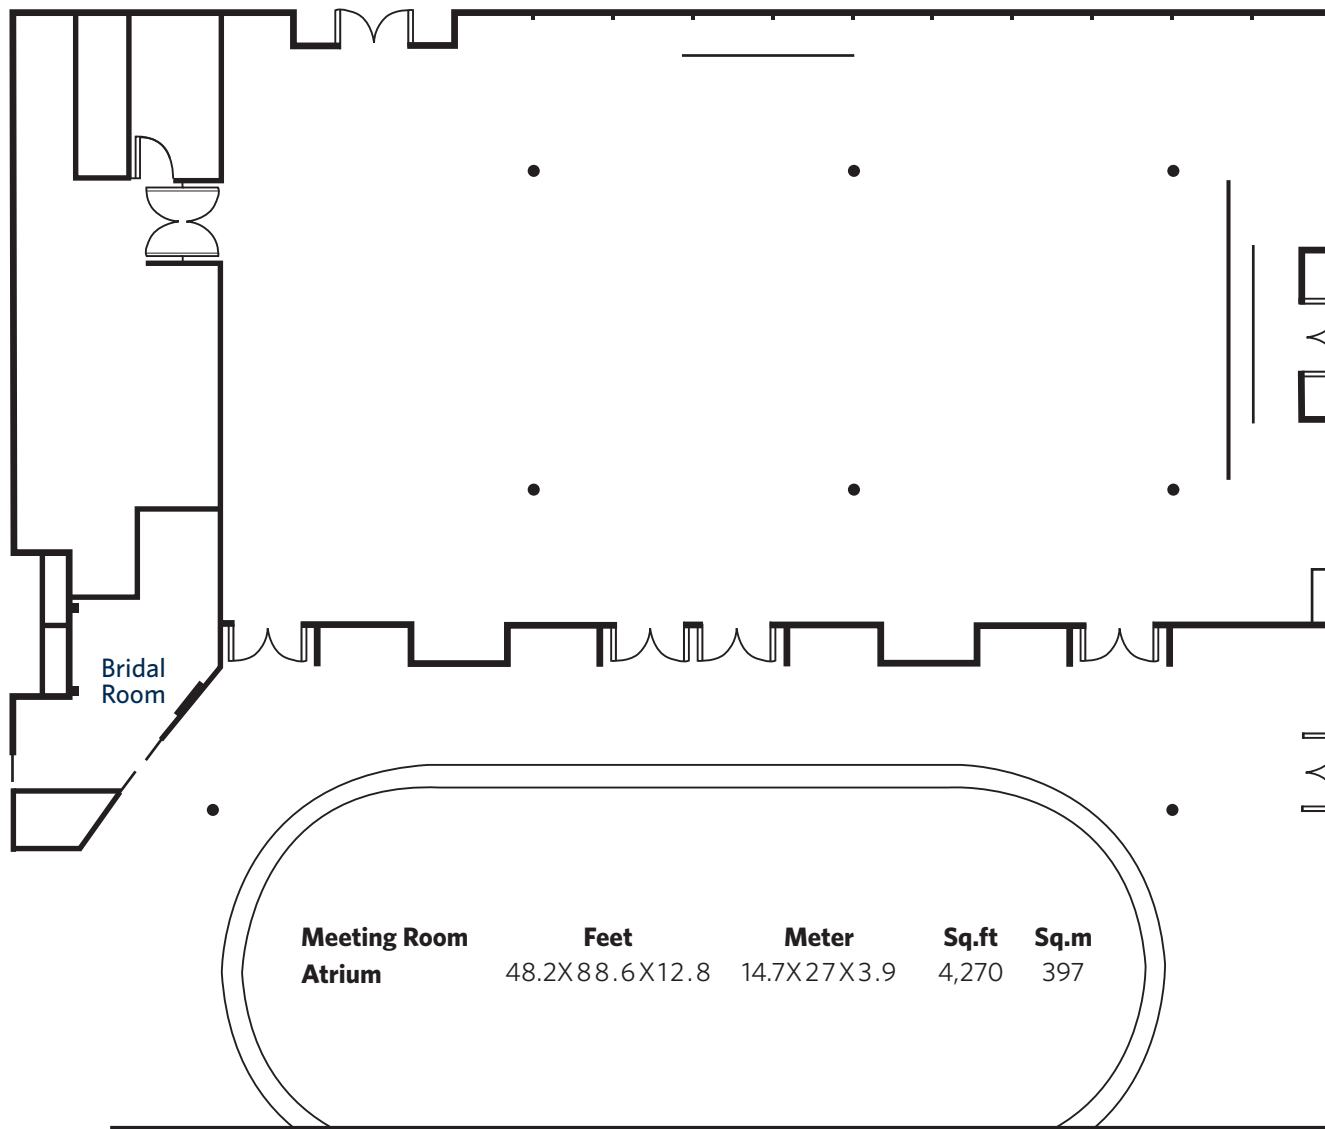 Bridal
Room
Meeting Room Feet Meter Sq.ft Sq.m
Atrium 48.2X88.6X12.8 14.7X27X3.9 4,270 397